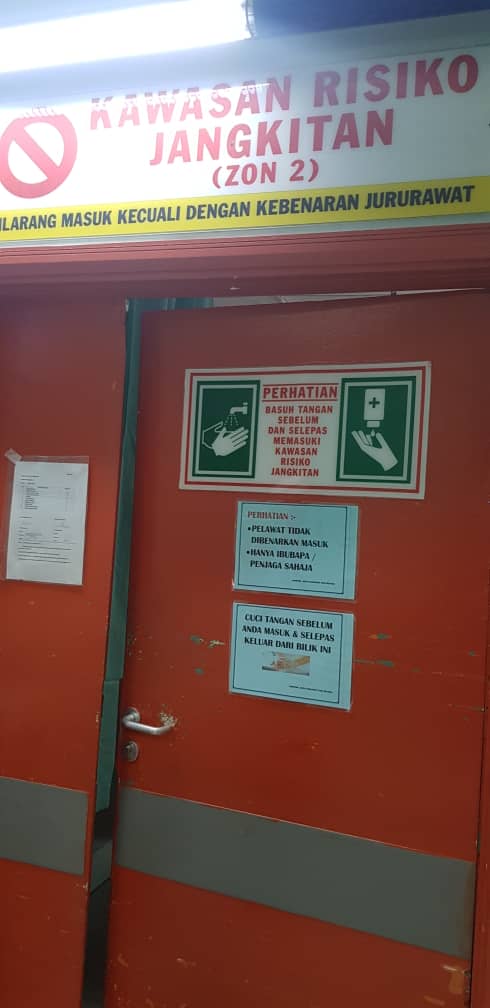 KAWASAN RISIKO
JANGKITAN
(ZON 2)
ILARANG MASUK KECUALI DENGAN KEBENARAN JURURAWAT
PERHATIAN
BASUH TANGAN
SEBELUM
DAN SELEPAS
MEMASUKI
KAWASAN
RISIKO
JANGKITAN
PERHATIAN :-
•PELAWAT TIDAK
DIBENARKAN MASUK
•HANYA IBUBAPA /
PENJAGA SAHAJA
CUCI TANGAN SEBELUM
ANDA MASUK & SELEPAS
KELUAR DARI BILIK INI